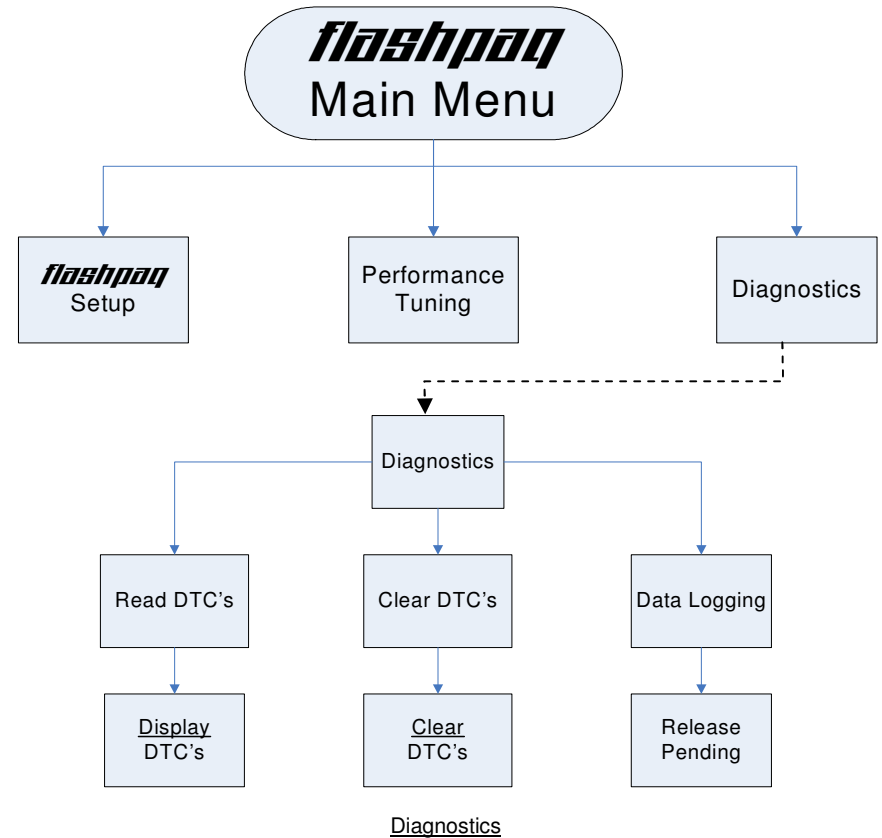 flashpaq
Main Menu
flashpaq
Setup
Performance
Tuning
Diagnostics
Diagnostics
Read DTC's
Clear DTC's
Data Logging
Display
DTC's
Clear
DTC's
Release
Pending
Diagnostics